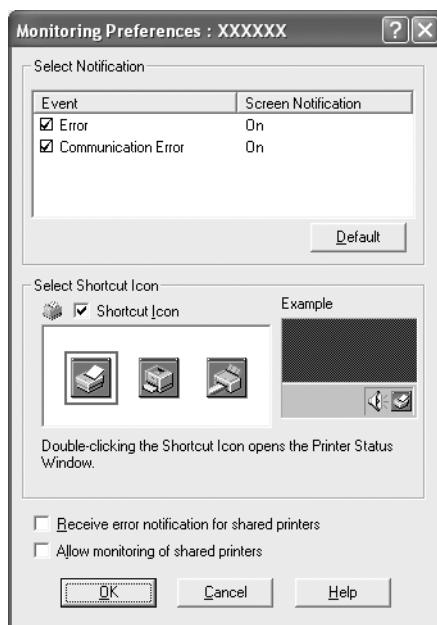 Monitoring Preferences : XXXXXX
Select Notification
Event Screen Notification
Error On
Communication Error On
Default
Select Shortcut Icon
Shortcut Icon
Example
Double-clicking the Shortcut Icon opens the Printer Status
Window.
Receive error notification for shared printers
Allow monitoring of shared printers
OK Cancel Help